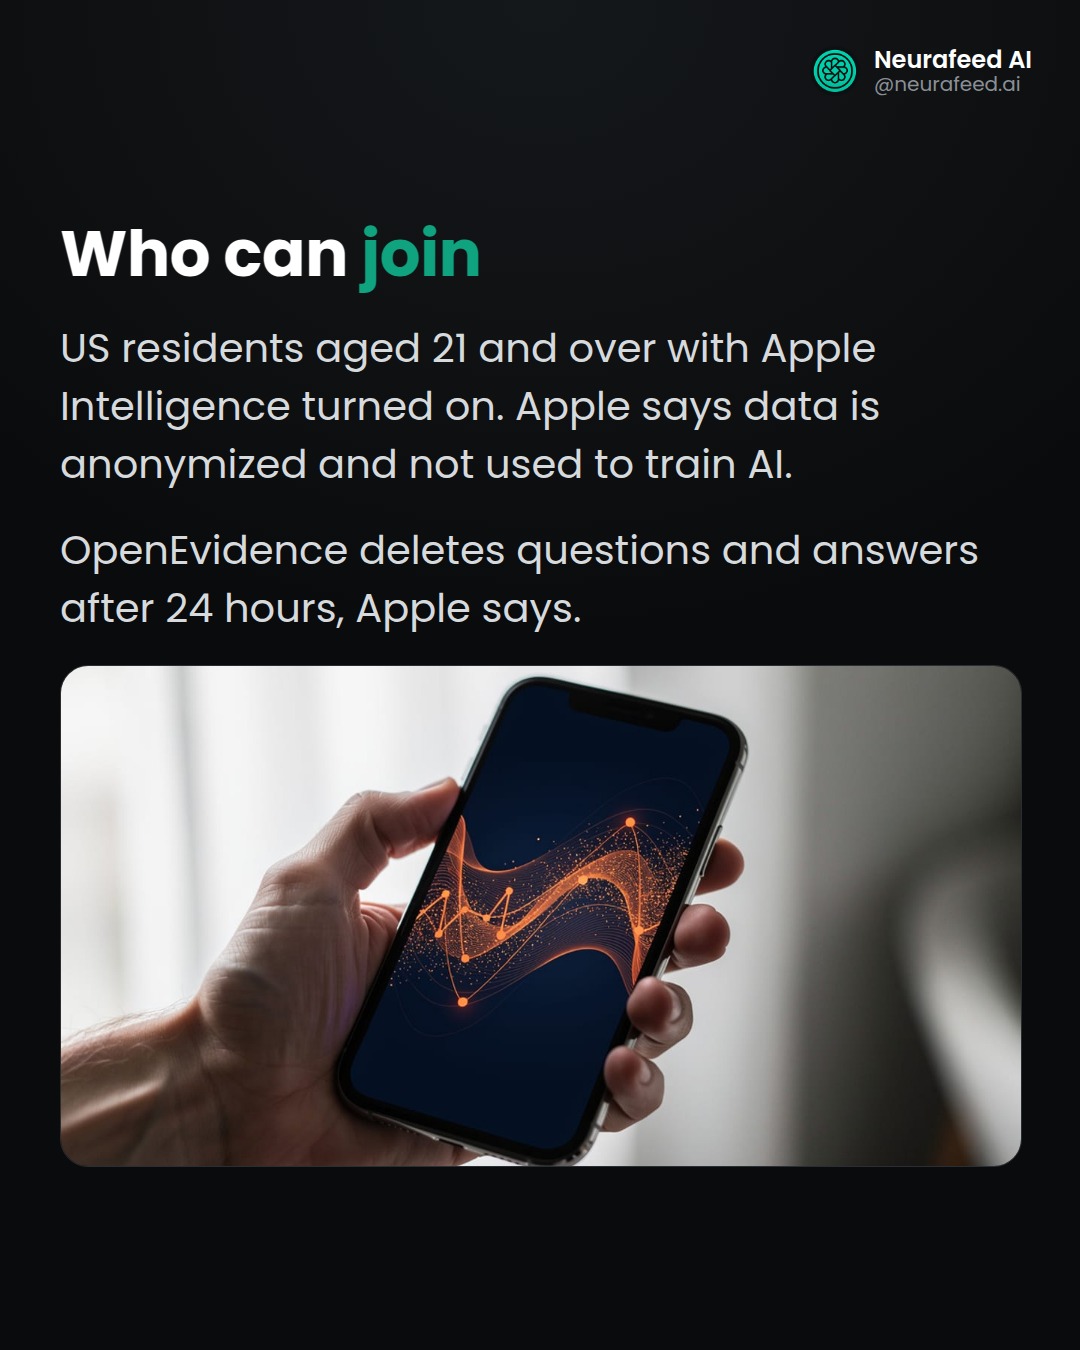 Neurafeed AI
@neurafeed.ai
Who can join
US residents aged 21 and over with Apple
Intelligence turned on. Apple says data is
anonymized and not used to train AI.
OpenEvidence deletes questions and answers
after 24 hours, Apple says.